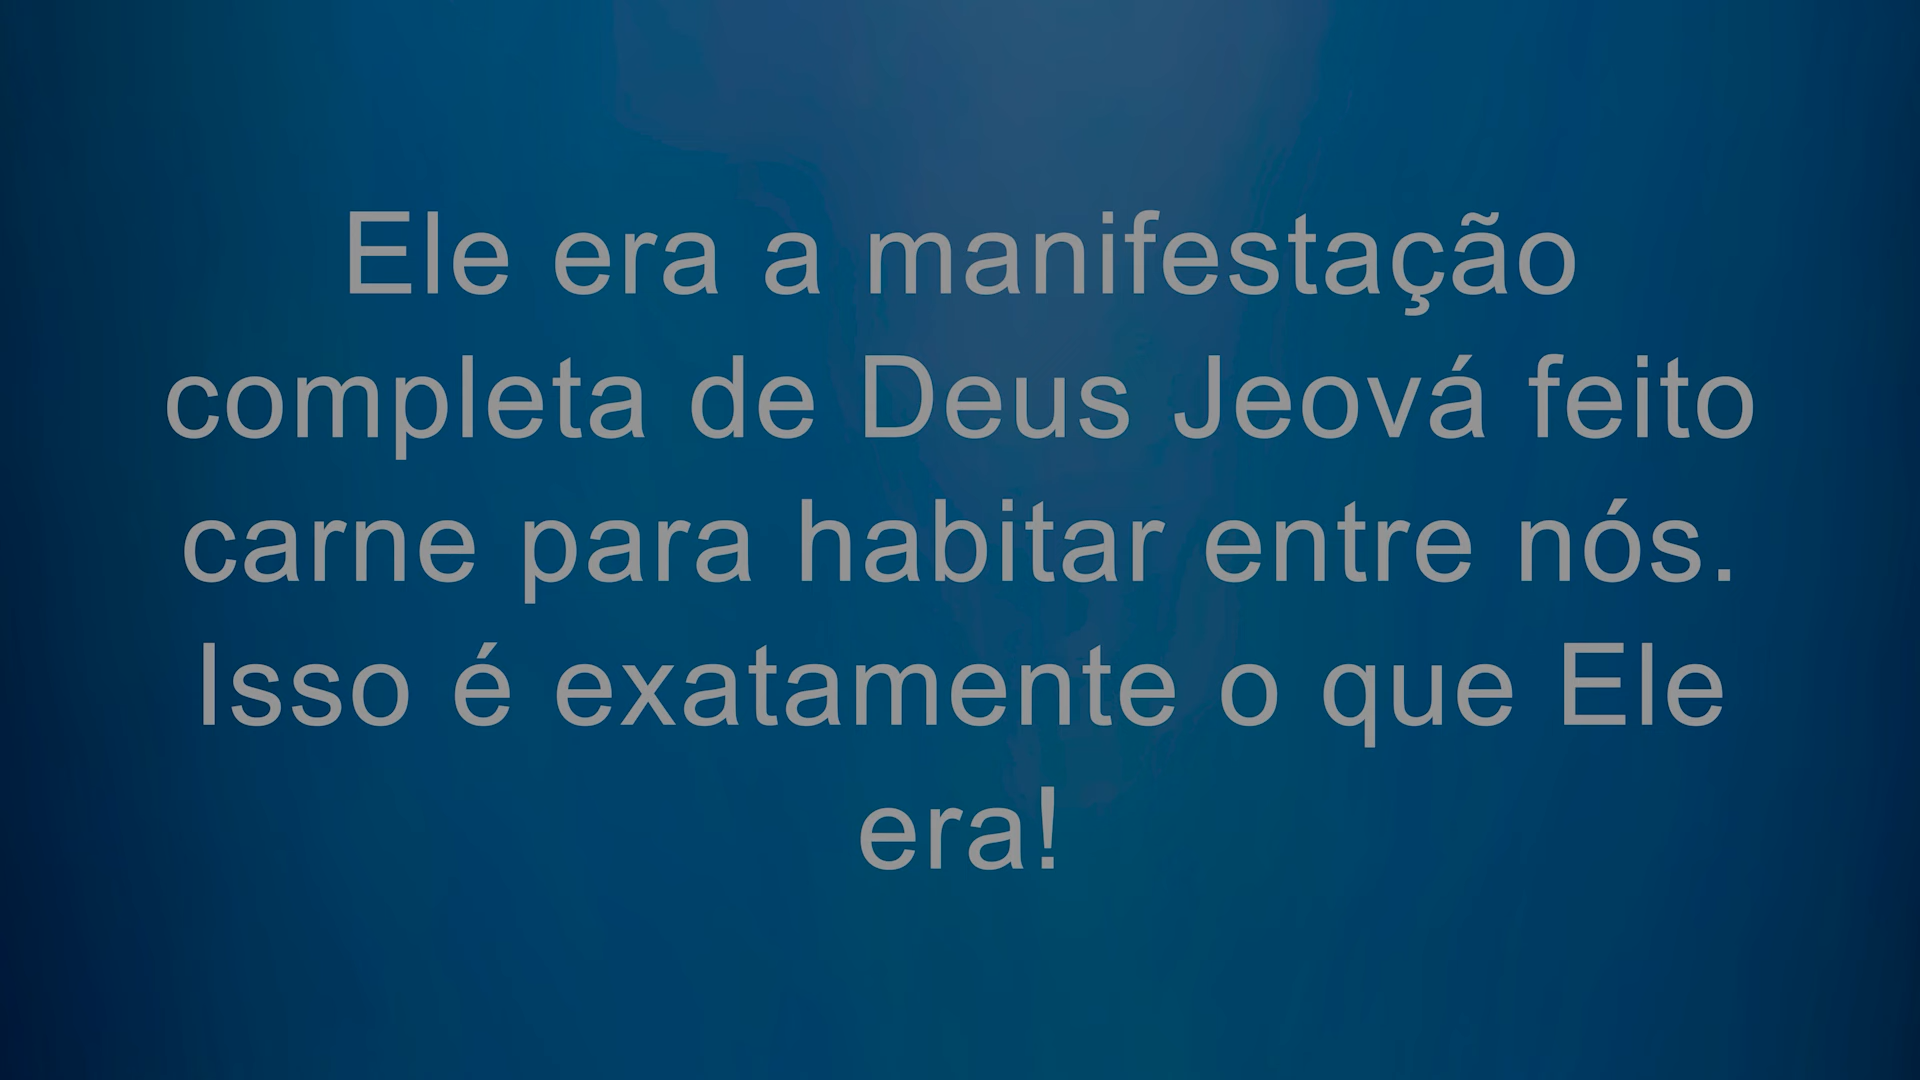 Ele era a manifestação
completa de Deus Jeová feito
carne para habitar entre nós.
Isso é exatamente o que Ele
era!